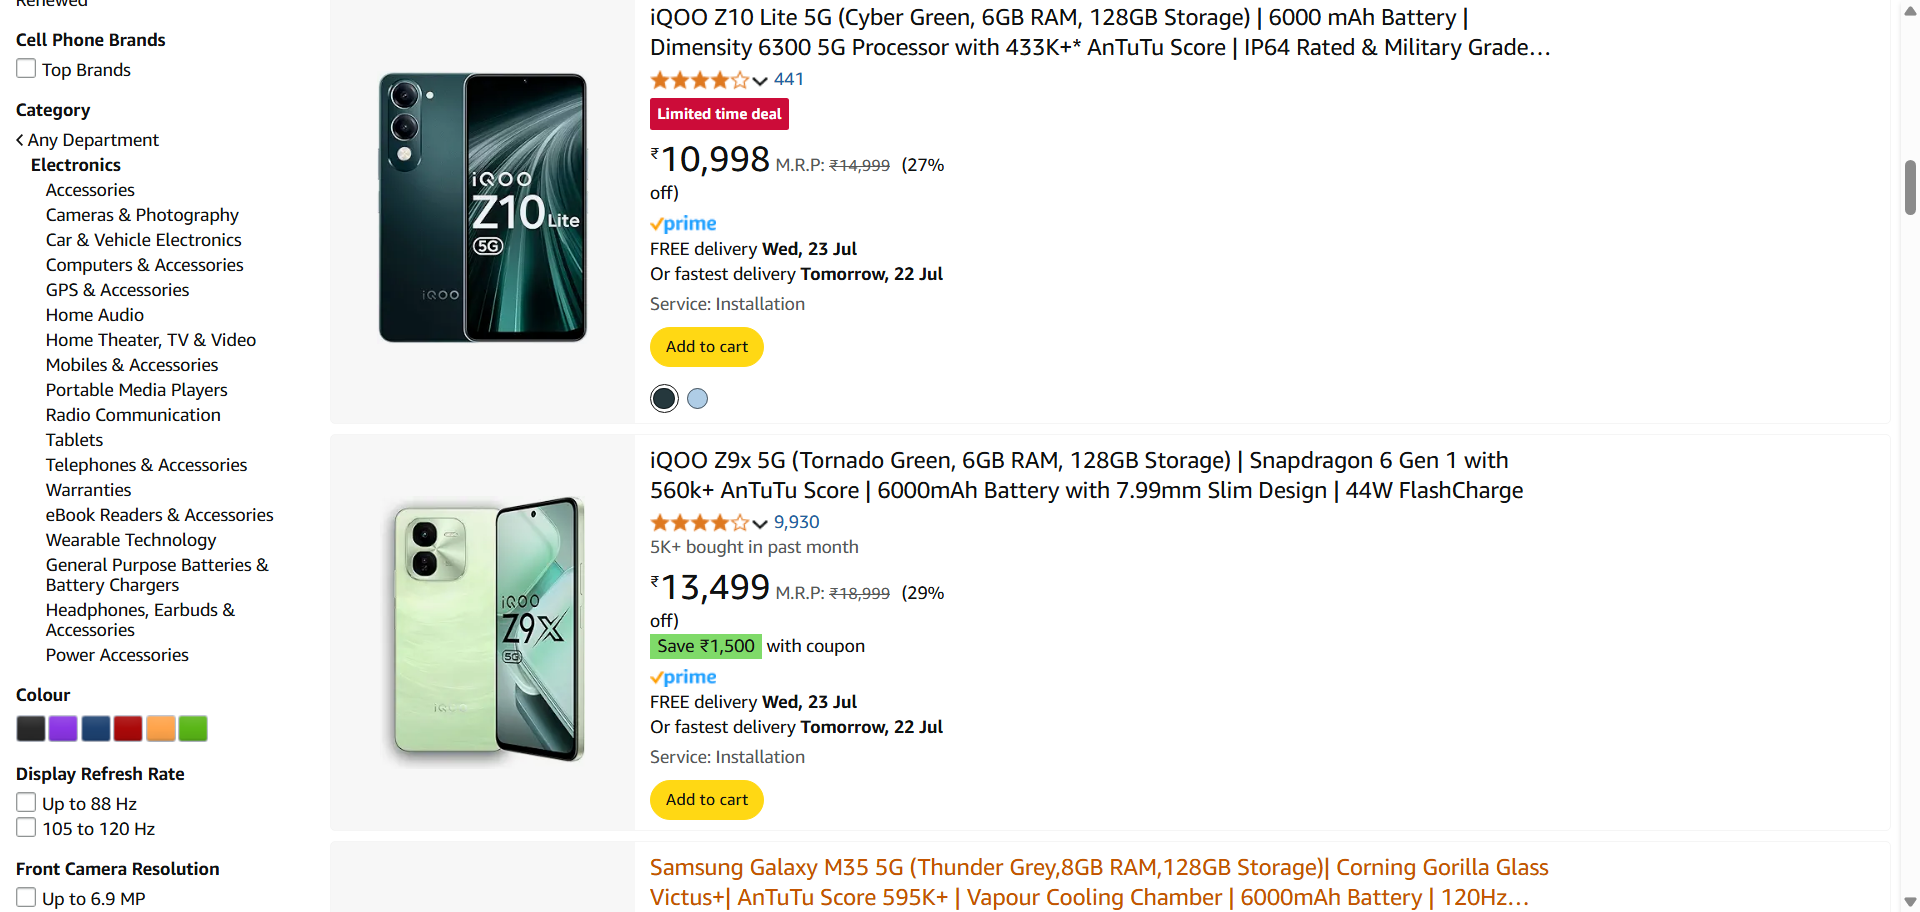 Renewed
Cell Phone Brands
Top Brands
Category
Any Department
Electronics
Accessories
Cameras & Photography
Car & Vehicle Electronics
Computers & Accessories
GPS & Accessories
Home Audio
Home Theater, TV & Video
Mobiles & Accessories
Portable Media Players
Radio Communication
Tablets
Telephones & Accessories
Warranties
eBook Readers & Accessories
Wearable Technology
General Purpose Batteries &
Battery Chargers
Headphones, Earbuds &
Accessories
Power Accessories
Colour
Display Refresh Rate
Up to 88 Hz
105 to 120 Hz
Front Camera Resolution
Up to 6.9 MP
iQOO
Z10 Lite
5G
iQOO
iQOO Z10 Lite 5G (Cyber Green, 6GB RAM, 128GB Storage) | 6000 mAh Battery |
Dimensity 6300 5G Processor with 433K+* AnTuTu Score | IP64 Rated & Military Grade…
441
Limited time deal
₹10,998 M.R.P: ₹14,999 (27%
off)
prime
FREE delivery Wed, 23 Jul
Or fastest delivery Tomorrow, 22 Jul
Service: Installation
Add to cart
iQOO
Z9X
5G
iQOO
iQOO Z9x 5G (Tornado Green, 6GB RAM, 128GB Storage) | Snapdragon 6 Gen 1 with
560k+ AnTuTu Score | 6000mAh Battery with 7.99mm Slim Design | 44W FlashCharge
9,930
5K+ bought in past month
₹13,499 M.R.P: ₹18,999 (29%
off)
Save ₹1,500 with coupon
prime
FREE delivery Wed, 23 Jul
Or fastest delivery Tomorrow, 22 Jul
Service: Installation
Add to cart
Samsung Galaxy M35 5G (Thunder Grey,8GB RAM,128GB Storage)| Corning Gorilla Glass
Victus+| AnTuTu Score 595K+ | Vapour Cooling Chamber | 6000mAh Battery | 120Hz…